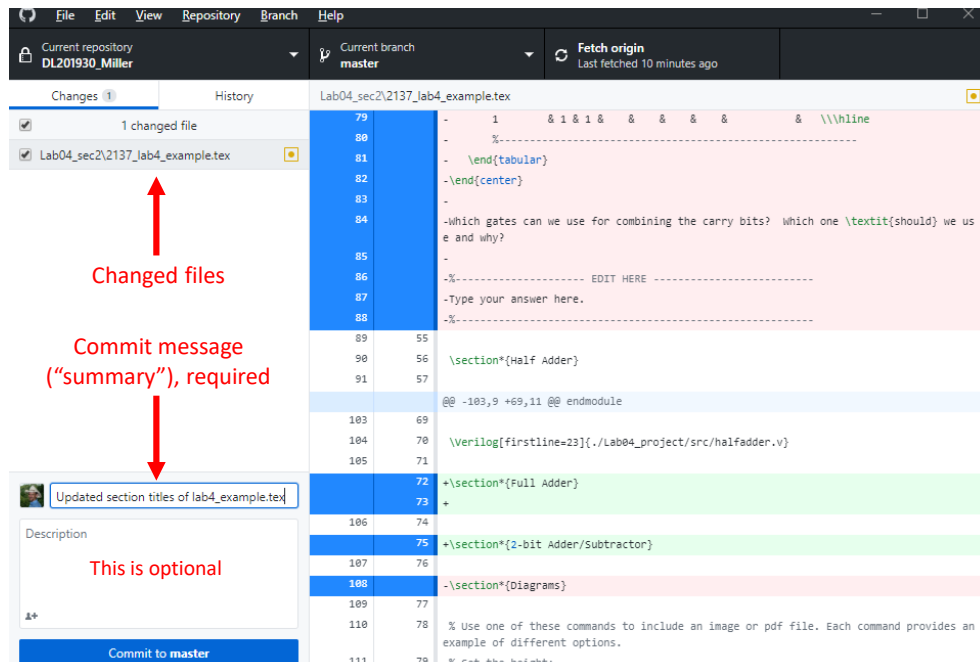 File Edit View Repository Branch Help
Current repository
DL201930_Miller
Current branch
master
Fetch origin
Last fetched 10 minutes ago
Changes 1 History
Lab04_sec2\2137_lab4_example.tex
1 changed file
Lab04_sec2\2137_lab4_example.tex
Changed files
Commit message
(“summary”), required
Updated section titles of lab4_example.tex
Description
This is optional
Commit to master
79 - 1 & 1 & 1 & & & & & & \\\hline
80 - %-------------------------------------------------------
81 - \end{tabular}
82 -\end{center}
83 -
84 -Which gates can we use for combining the carry bits? Which one \textit{should} we us
e and why?
85 -
86 -%-------------------- EDIT HERE -------------------------
87 -Type your answer here.
88 -%-------------------------------------------------------
89 55
90 56 \section*{Half Adder}
91 57
@@ -103,9 +69,11 @@ endmodule
103 69
104 70 \Verilog[firstline=23]{./Lab04_project/src/halfadder.v}
105 71
72 +\section*{Full Adder}
73 +
106 74
75 +\section*{2-bit Adder/Subtractor}
107 76
108 -\section*{Diagrams}
109 77
110 78 % Use one of these commands to include an image or pdf file. Each command provides an
example of different options.
111 79 % Set the height: